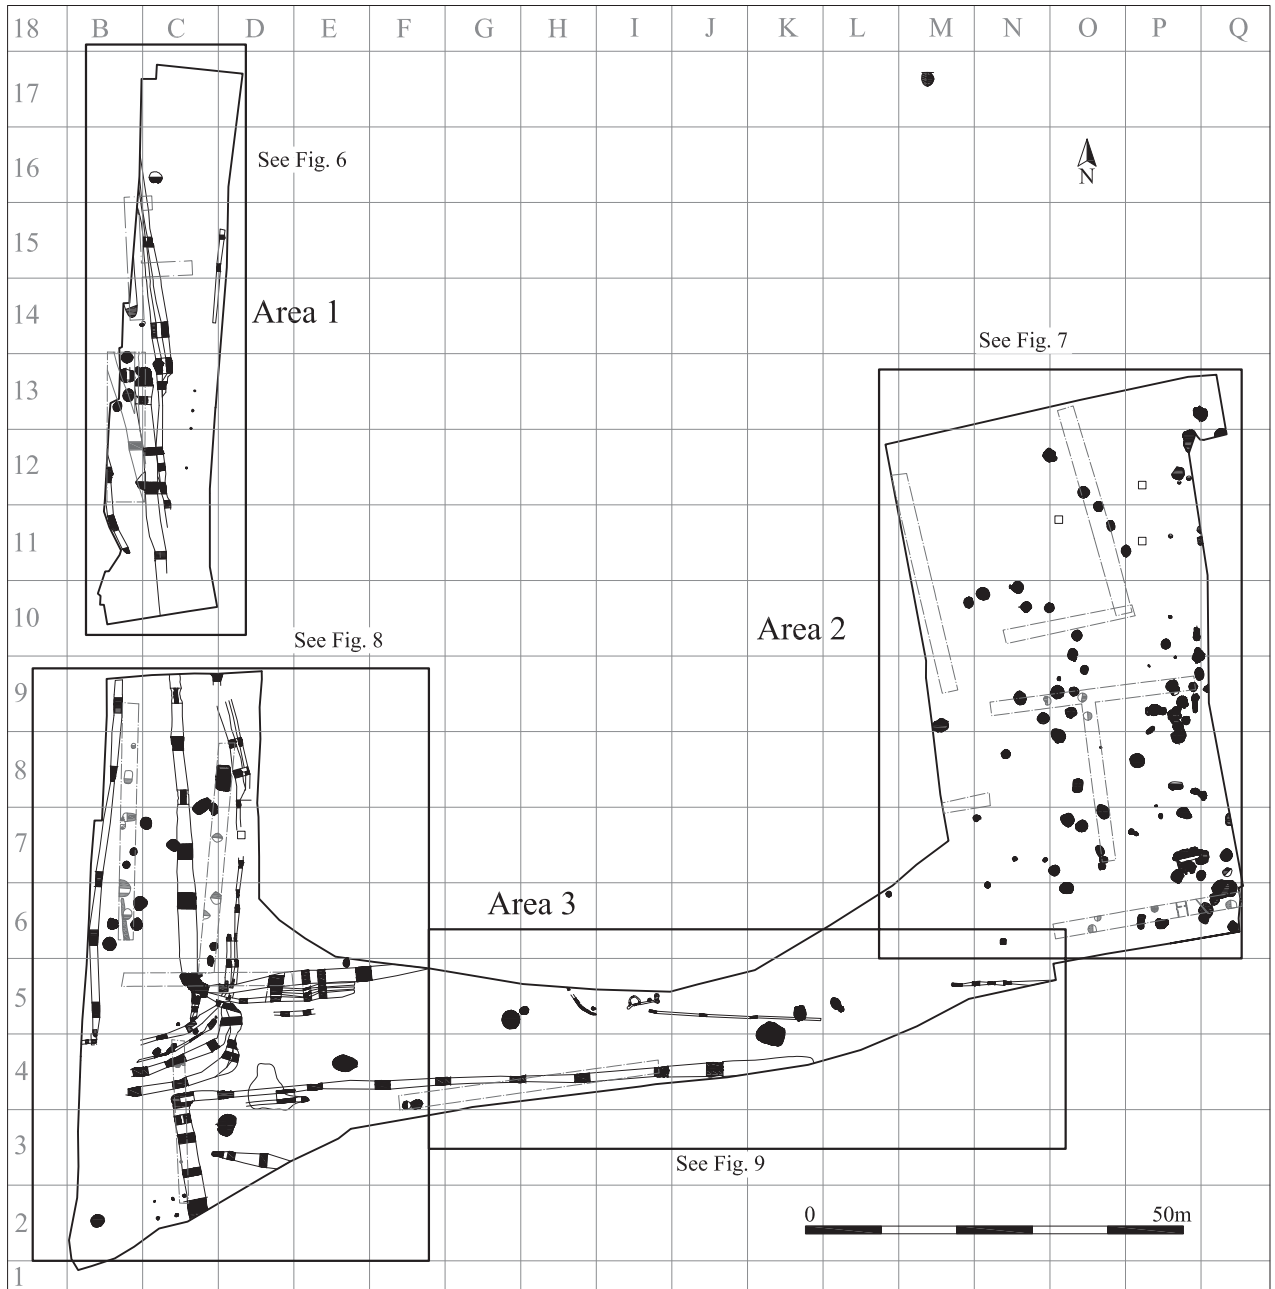 18 B C D E F G H I J K L M N O P Q
17
16 See Fig. 6
N
15
14 Area 1
See Fig. 7
13
12
11
10 Area 2
See Fig. 8
9
8
7
6 Area 3
5
4
3
See Fig. 9
2
0 50m
1